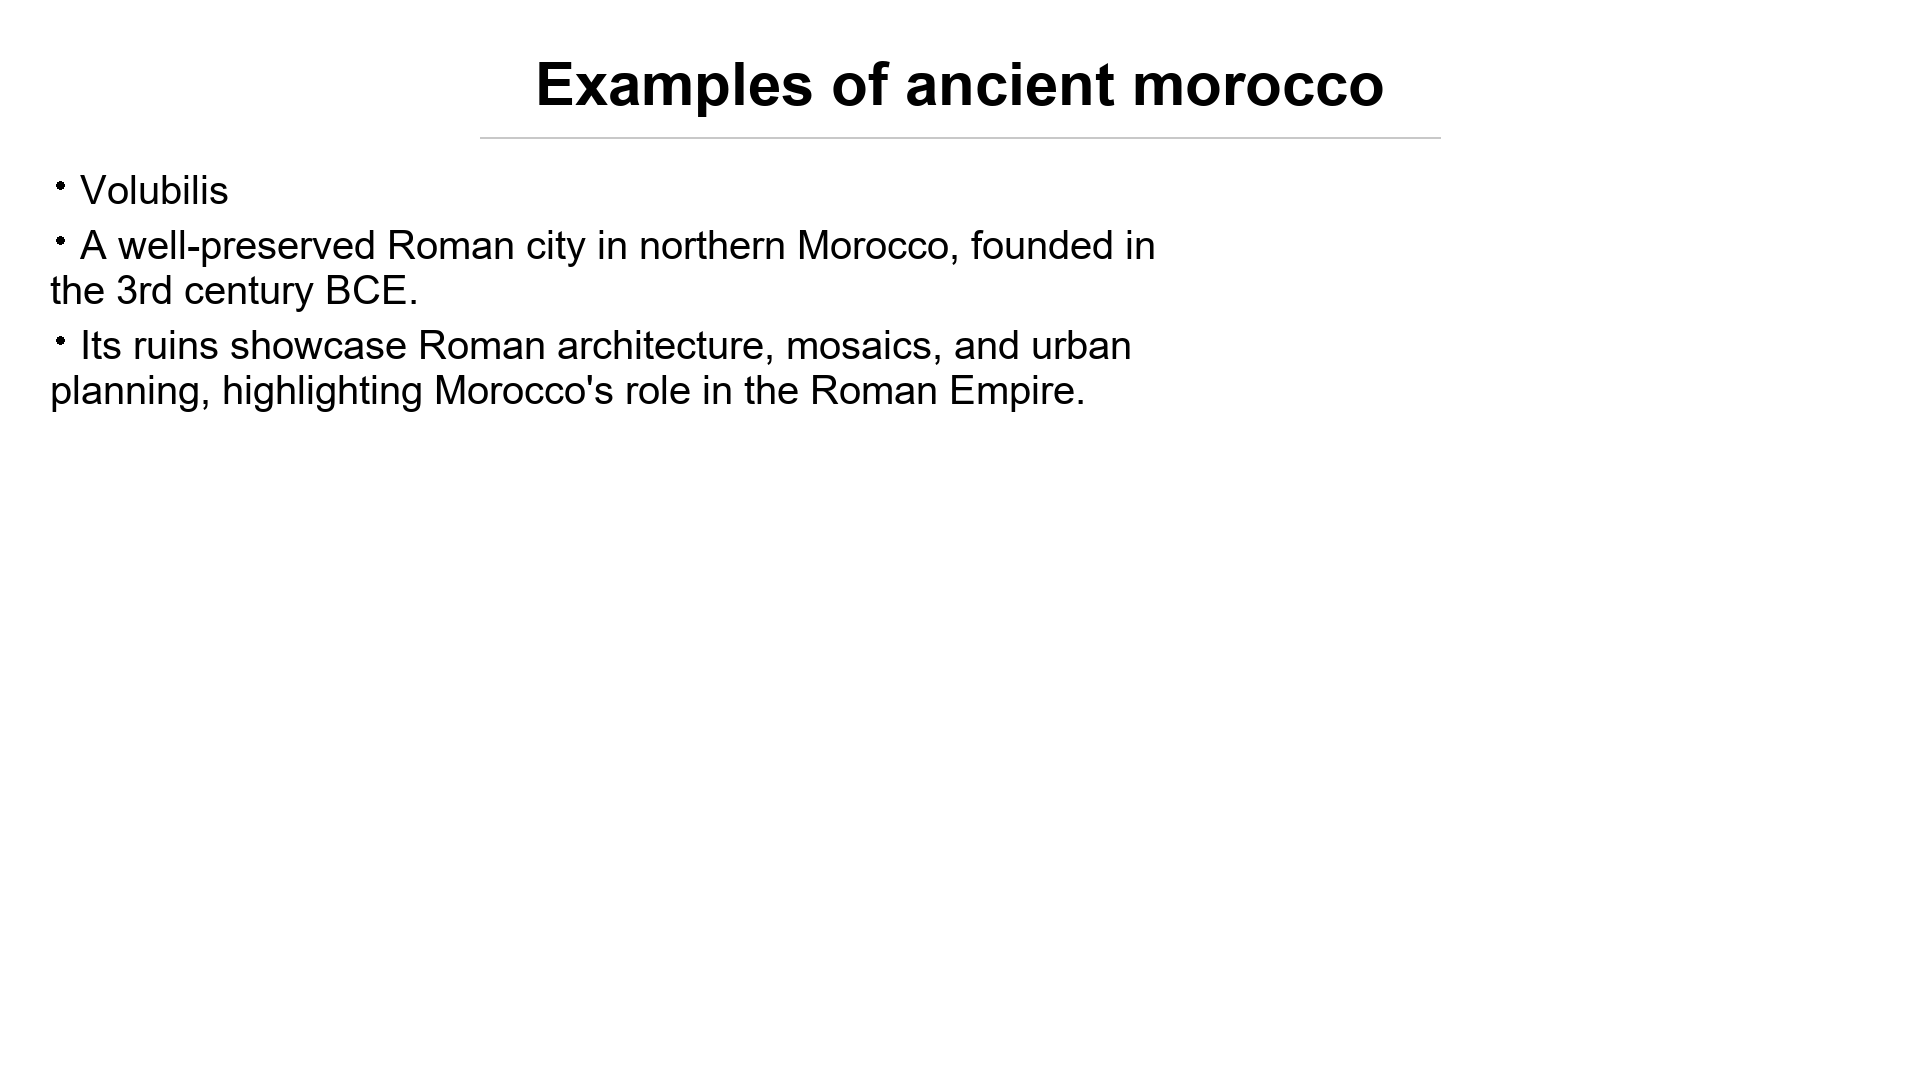 Examples of ancient morocco
• Volubilis
• A well-preserved Roman city in northern Morocco, founded in
the 3rd century BCE.
• Its ruins showcase Roman architecture, mosaics, and urban
planning, highlighting Morocco's role in the Roman Empire.